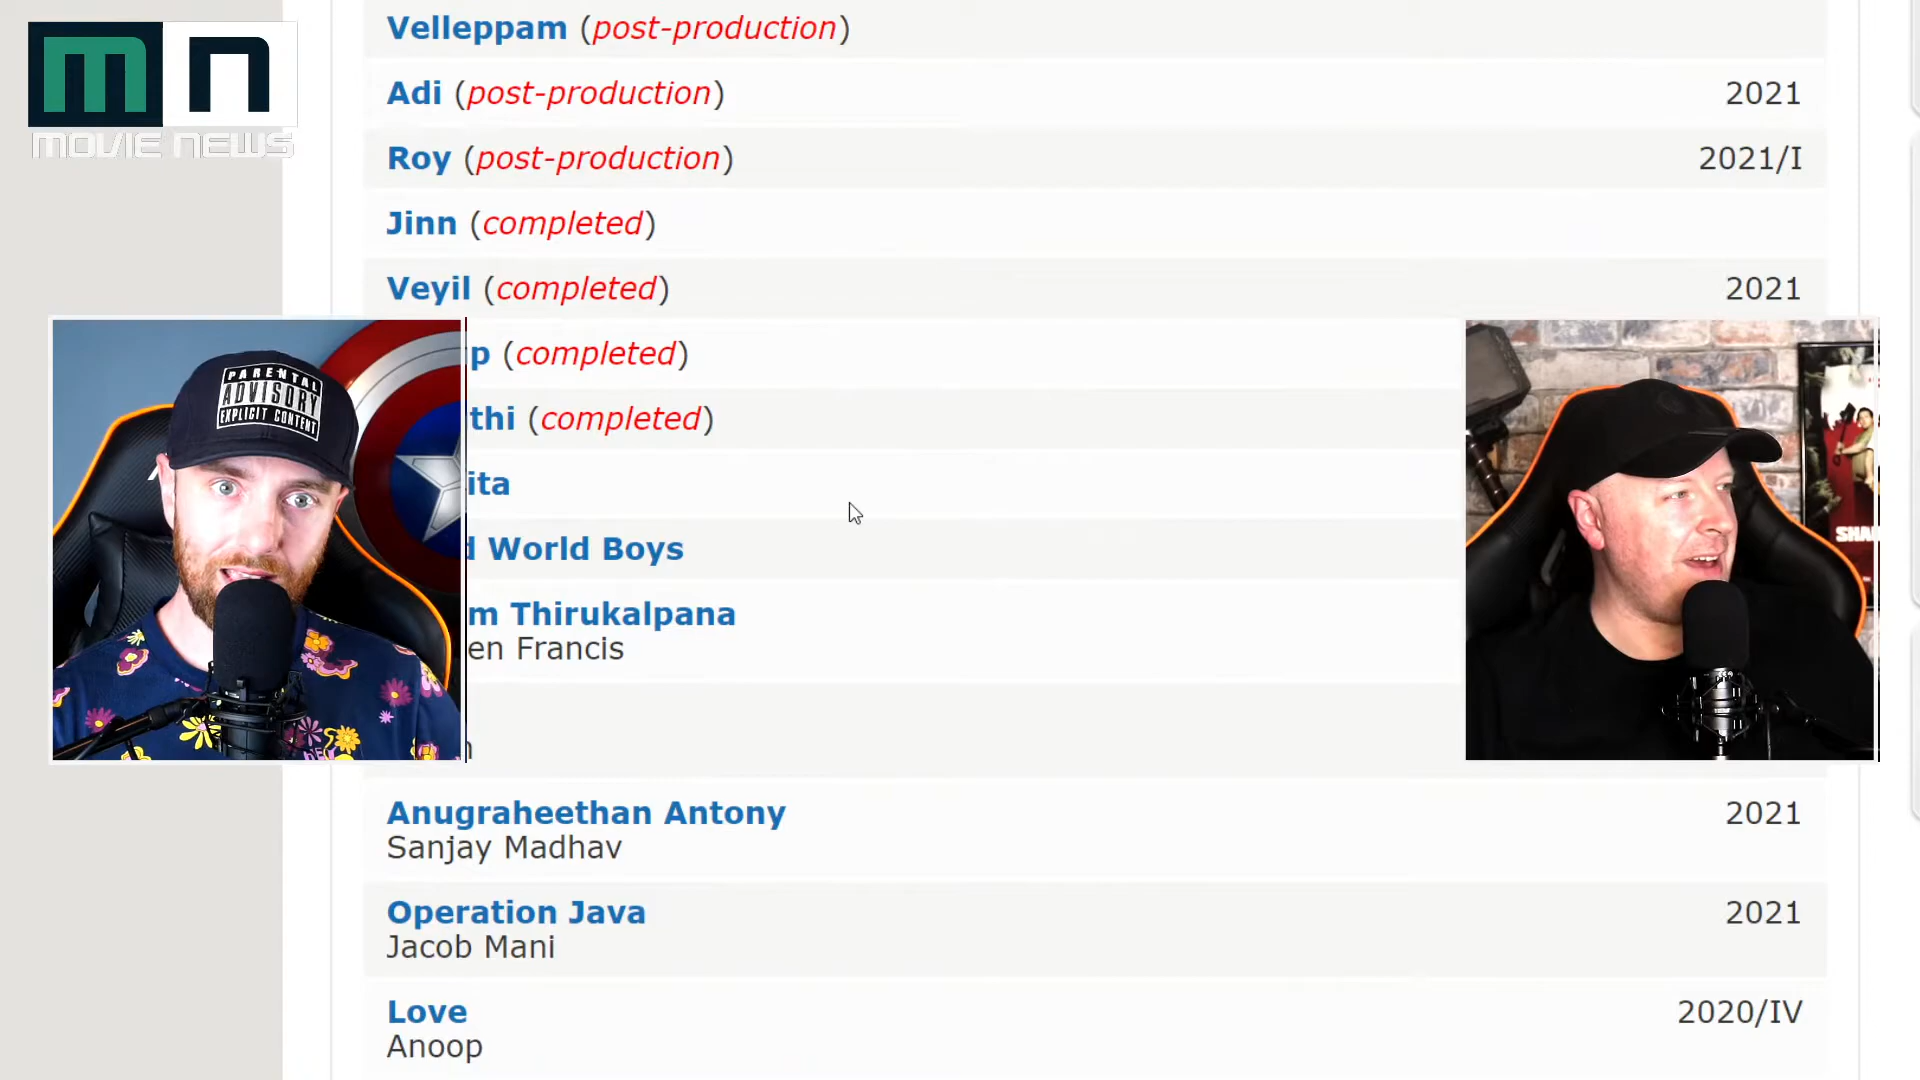 mn
MOVIE NEWS
Velleppam (post-production)
Adi (post-production) 2021
Roy (post-production) 2021/I
Jinn (completed)
Veyil (completed) 2021
p (completed)
thi (completed)
ita
World Boys
m Thirukalpana
en Francis
Anugraheethan Antony 2021
Sanjay Madhav
Operation Java 2021
Jacob Mani
Love 2020/IV
Anoop
PARENTAL
ADVISORY
EXPLICIT CONTENT
SHA